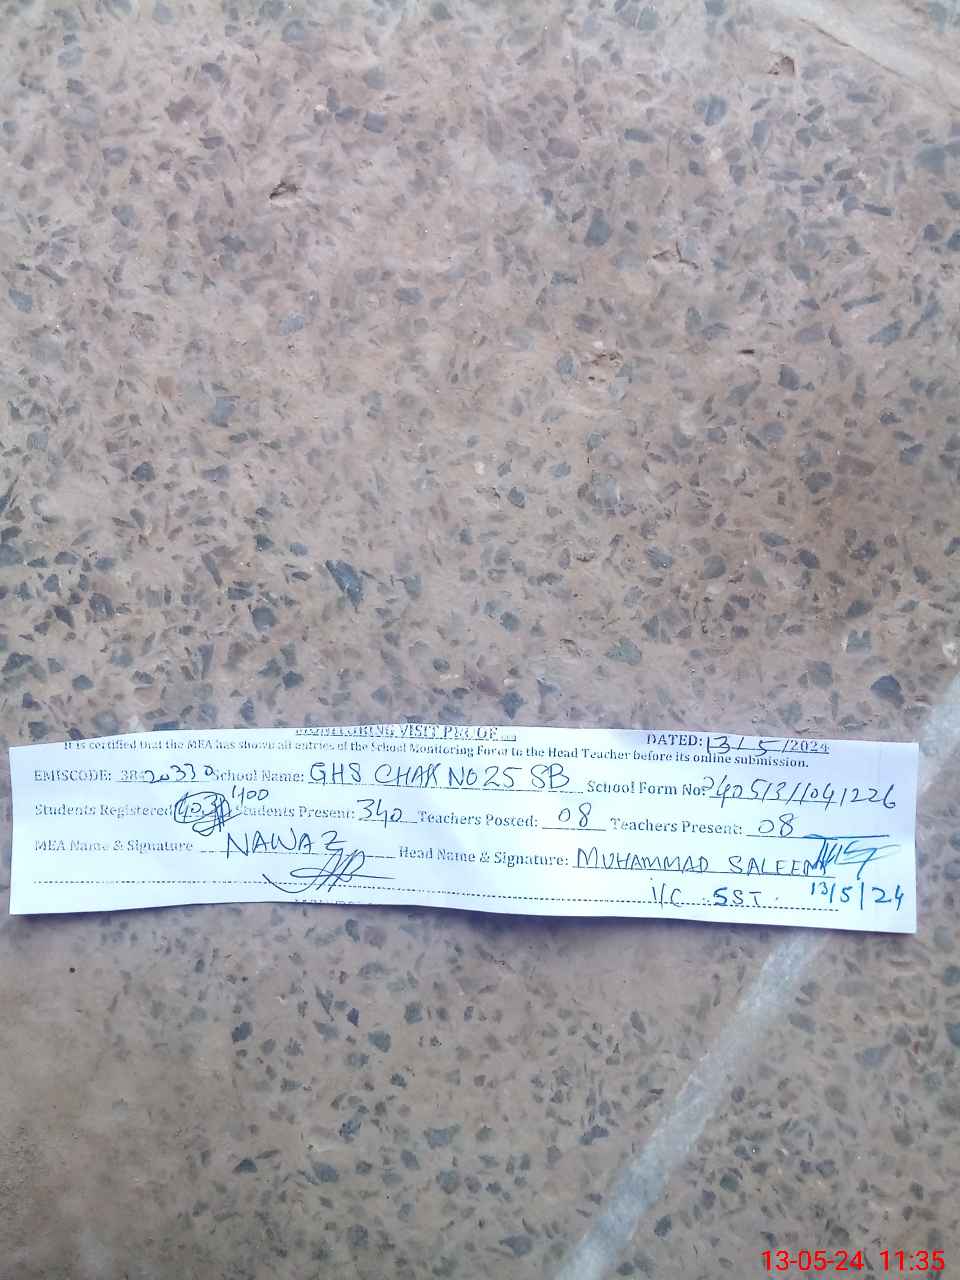 MONITORING VISIT PROOF
DATED: 13/5/2024
It is certified that the MEA has shown all entries of the School Monitoring Form to the Head Teacher before its online submission.
EMISCODE: 38420330 School Name: GHS CHAK NO 25 SB School Form No: 240513/1041226
Students Registered 400 Students Present: 340 Teachers Posted: 08 Teachers Present: 08
MEA Name & Signature NAWAZ Head Name & Signature: MUHAMMAD SALEEM
I/C SST 13/5/24
13-05-24 11:35